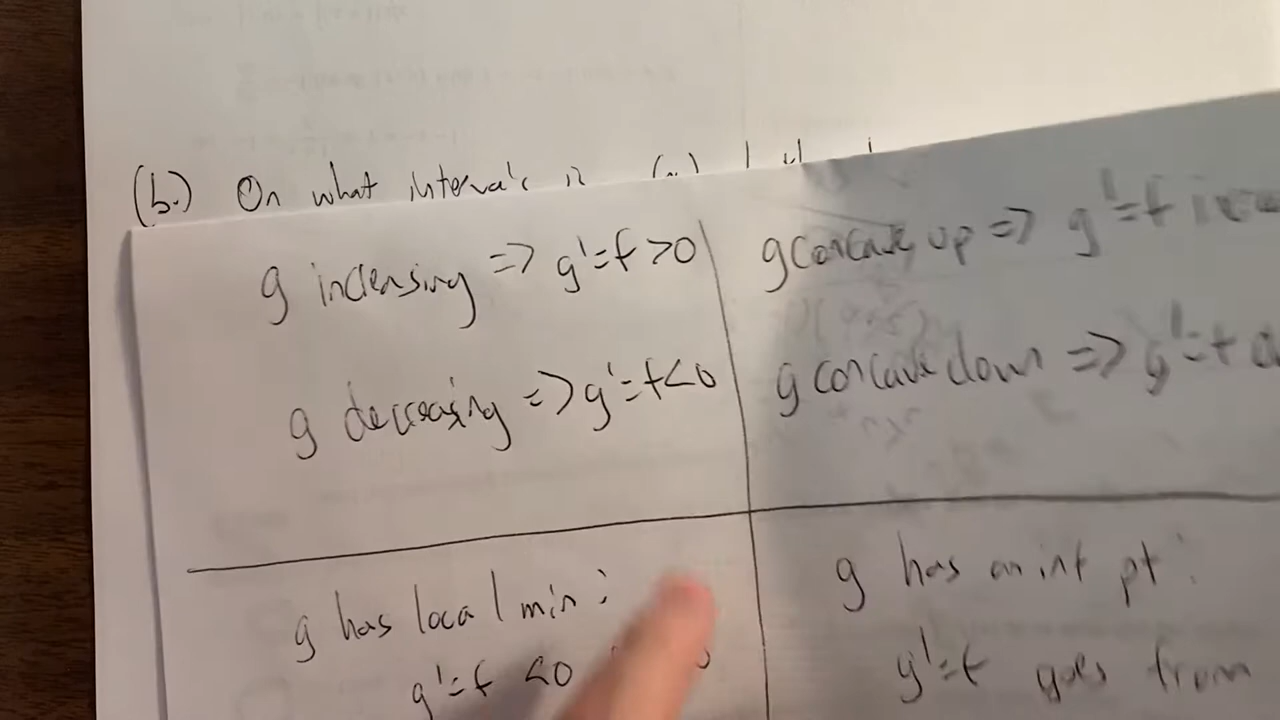 (b.) On what intervals is
g increasing => g'=f>0
g decreasing => g'=f<0
g concave up => g'=f
g concave down => g'=f
g has local min:
g'=f <0
g has an inf pt:
g'=f goes from